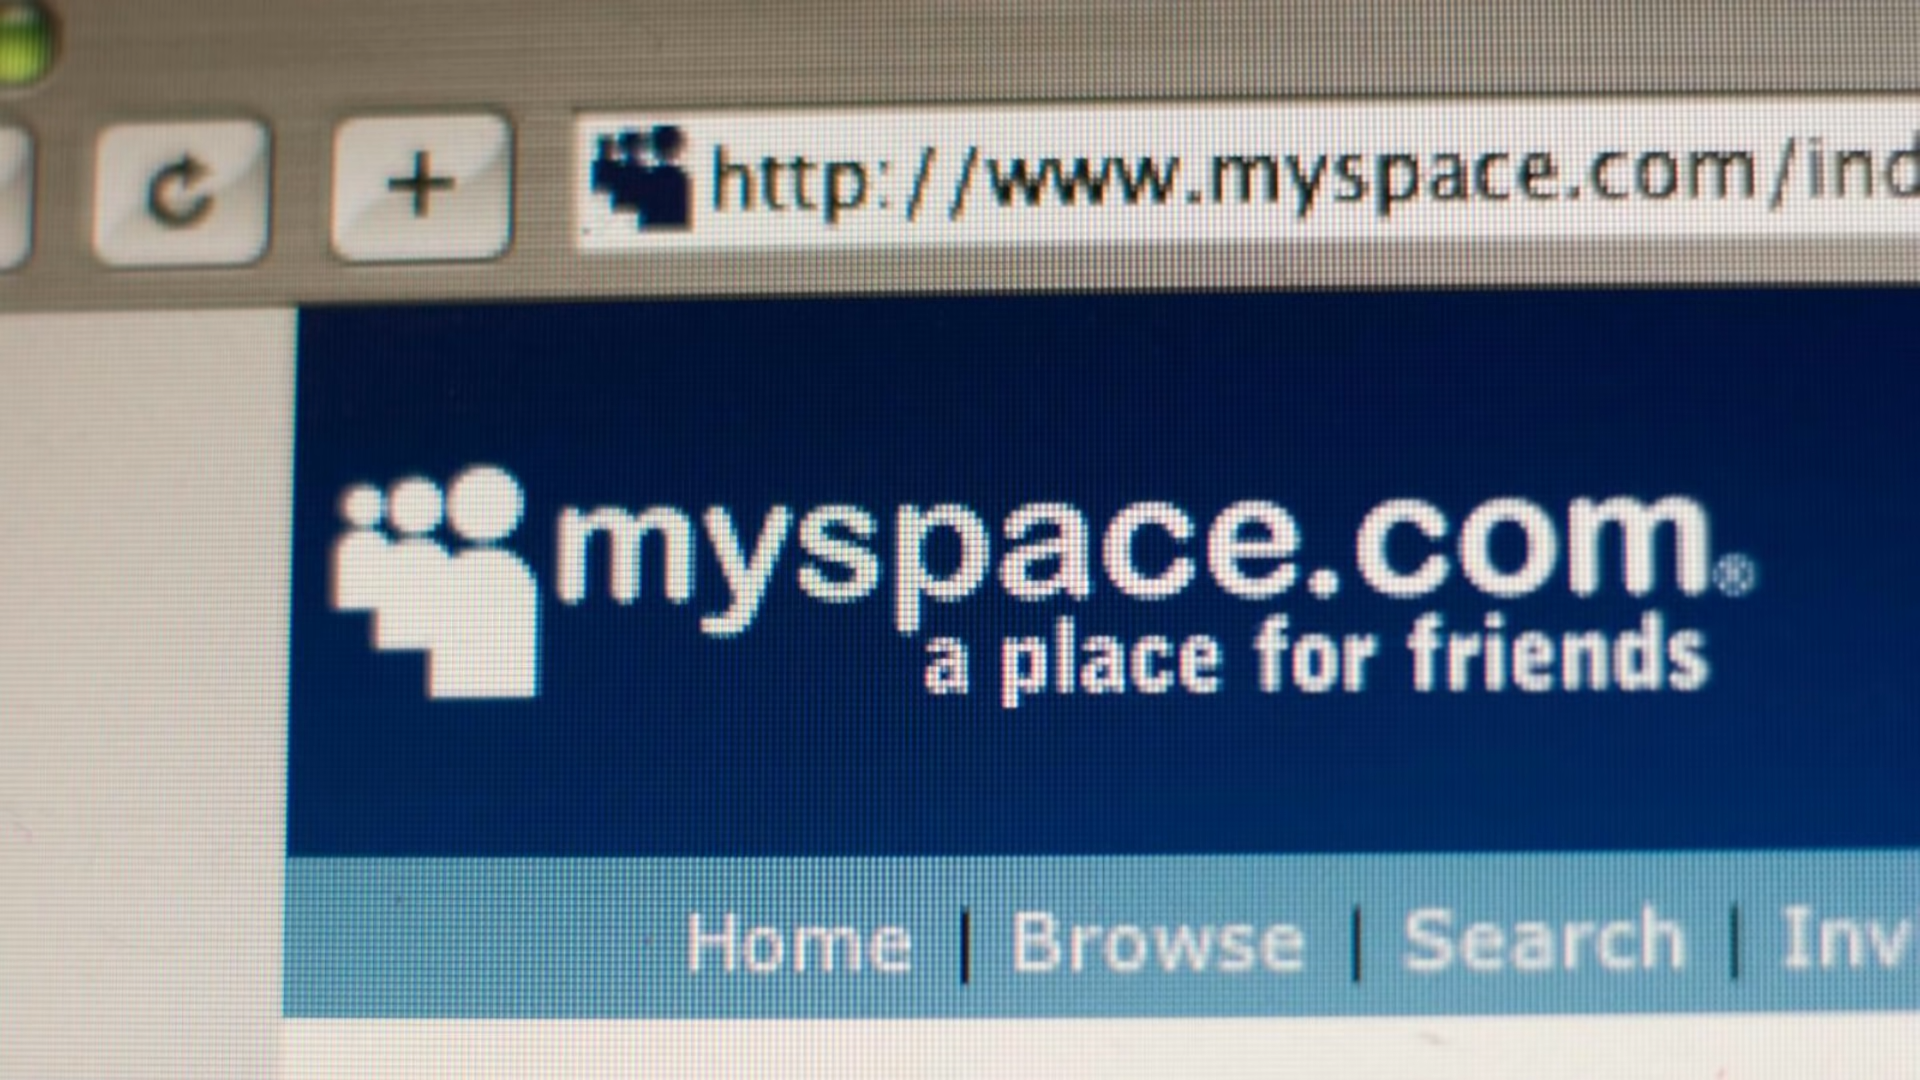 http://www.myspace.com/ind
myspace.com®
a place for friends
Home | Browse | Search | Inv